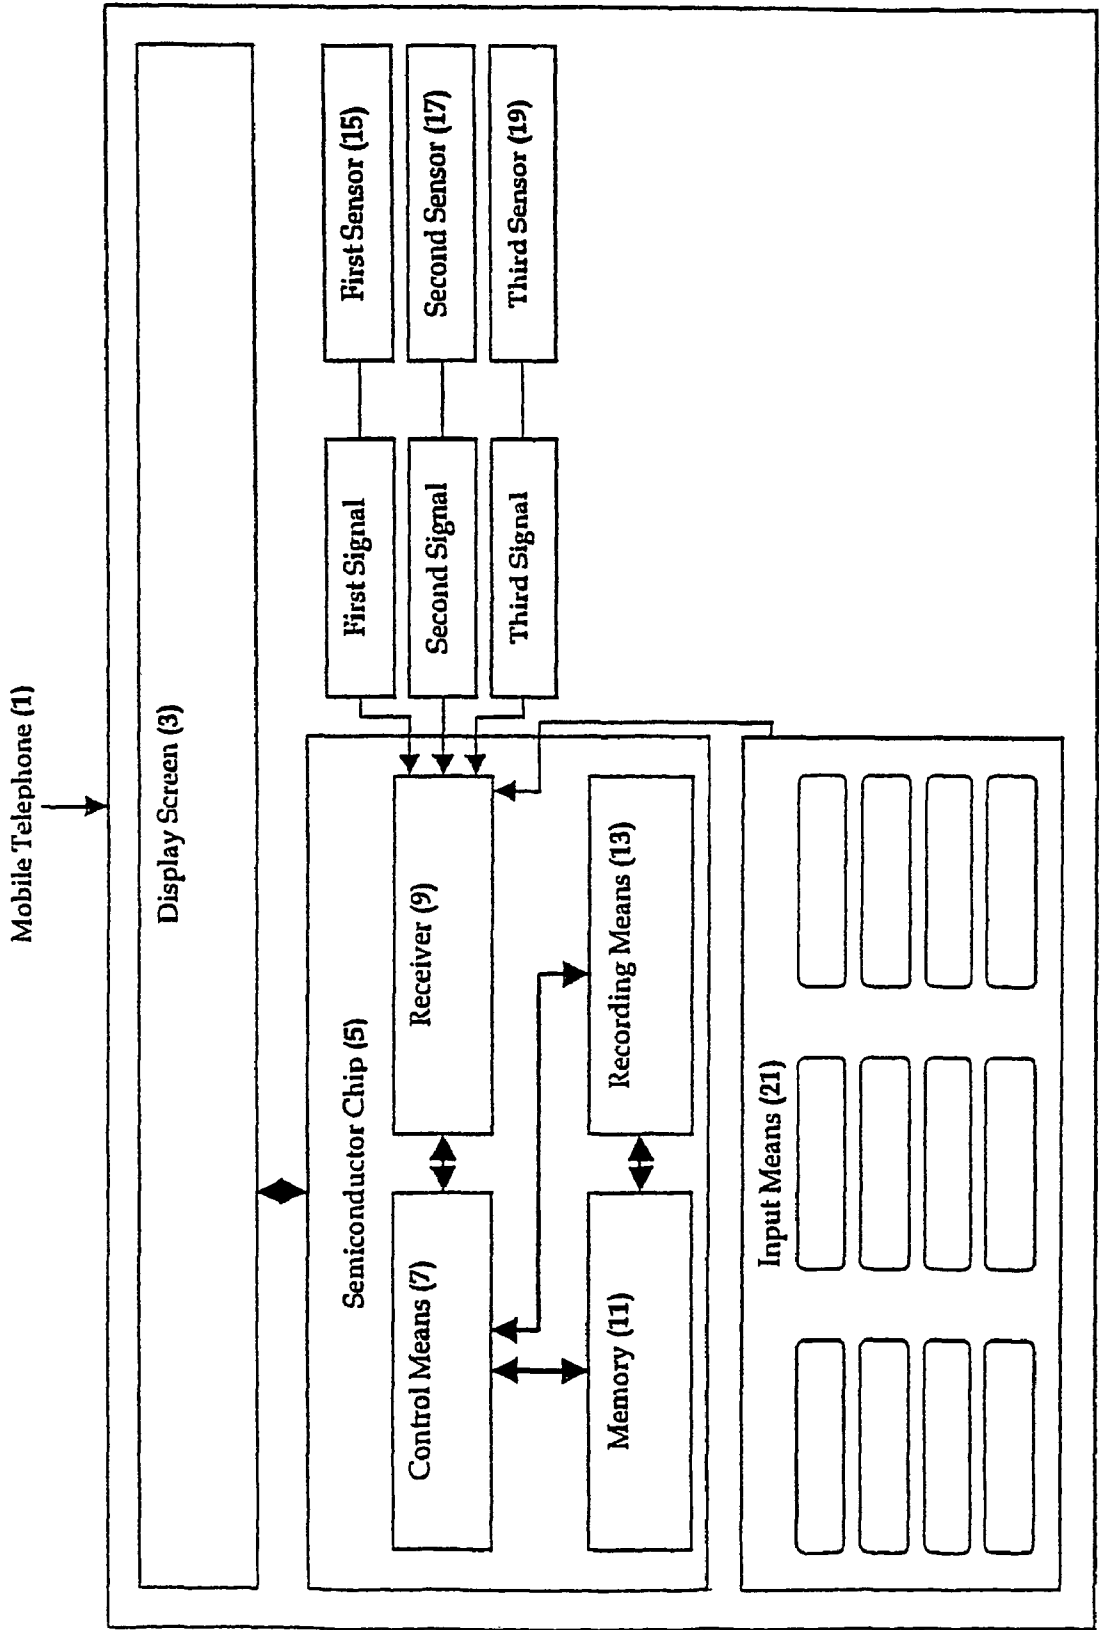 Mobile Telephone (1)
Display Screen (3)
Semiconductor Chip (5)
Control Means (7)
Receiver (9)
Memory (11)
Recording Means (13)
First Signal
First Sensor (15)
Second Signal
Second Sensor (17)
Third Signal
Third Sensor (19)
Input Means (21)